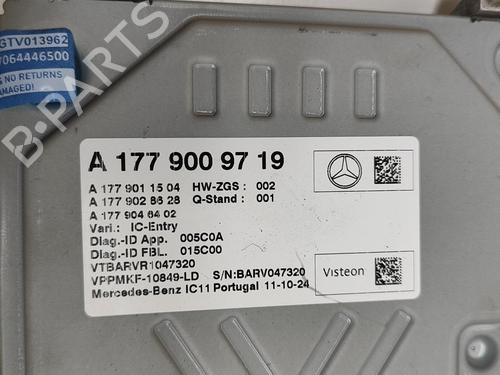 GTV013962
7064446500
NO RETURNS
DAMAGED!
B-PARTS
A 177 900 97 19
A 177 901 15 04 HW-ZGS : 002
A 177 902 86 28 Q-Stand : 001
A 177 904 64 02
Vari.: IC-Entry
Diag.-ID App. 005C0A
Diag.-ID FBL. 015C00
VTBARVR1047320
VPPMKF-10849-LD S/N:BARV047320
Mercedes-Benz IC11 Portugal 11-10-24
Visteon